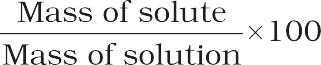 Mass of solute
Mass of solution ×100